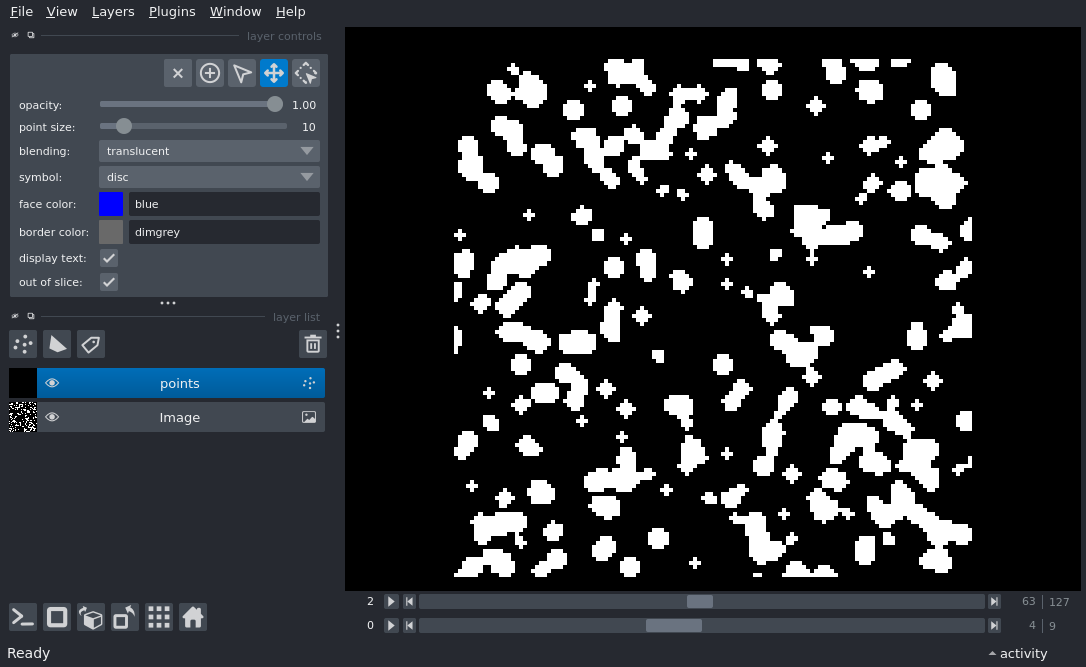 File View Layers Plugins Window Help
layer controls
opacity: 1.00
point size: 10
blending: translucent
symbol: disc
face color: blue
border color: dimgrey
display text:
out of slice:
layer list
points
Image
2 63 127
0 4 9
Ready activity